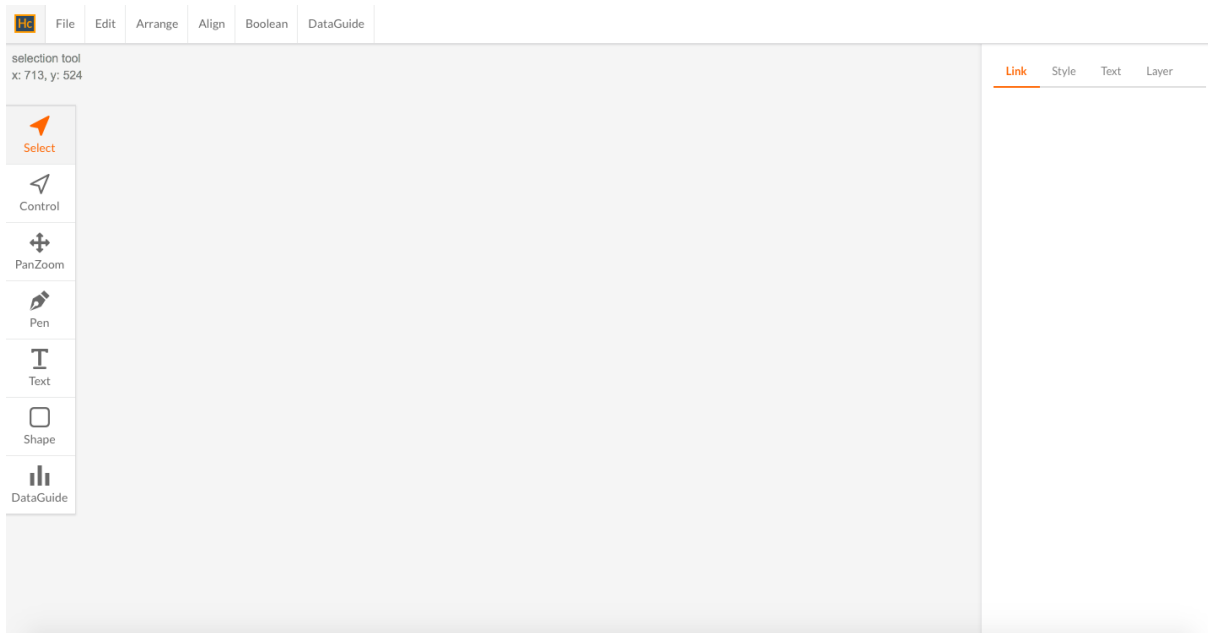 Hc File Edit Arrange Align Boolean DataGuide
selection tool
x: 713, y: 524
Link Style Text Layer
Select
Control
PanZoom
Pen
Text
Shape
DataGuide